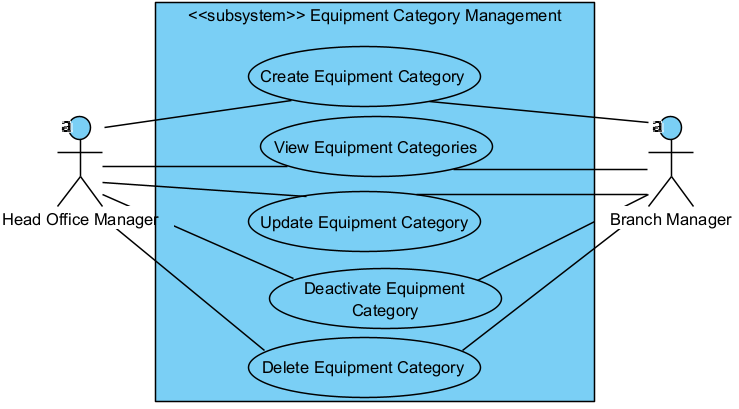 <<subsystem>> Equipment Category Management
Create Equipment Category
a
a
View Equipment Categories
Head Office Manager
Update Equipment Category
Branch Manager
Deactivate Equipment
Category
Delete Equipment Category